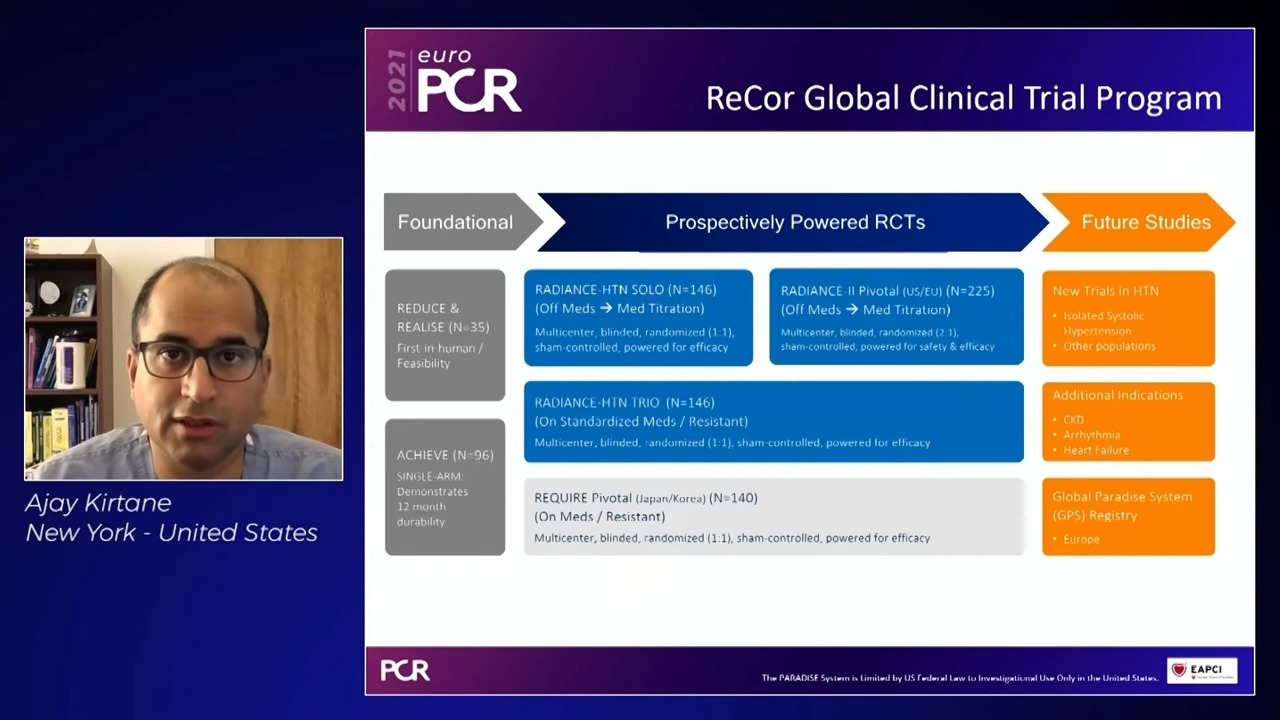 2021
euro
PCR
ReCor Global Clinical Trial Program
Foundational
Prospectively Powered RCTs
Future Studies
REDUCE &
REALISE (N=35)
First-in-human /
Feasibility
ACHIEVE (N=96)
SINGLE-ARM:
Demonstrates
12 month
durability
RADIANCE-HTN SOLO (N=146)
(Off Meds → Med Titration)
Multicenter, blinded, randomized (1:1),
sham-controlled, powered for efficacy
RADIANCE-II Pivotal (US/EU) (N=225)
(Off Meds → Med Titration)
Multicenter, blinded, randomized (2:1),
sham-controlled, powered for safety & efficacy
RADIANCE-HTN TRIO (N=146)
(On Standardized Meds / Resistant)
Multicenter, blinded, randomized (1:1), sham-controlled, powered for efficacy
REQUIRE Pivotal (Japan/Korea) (N=140)
(On Meds / Resistant)
Multicenter, blinded, randomized (1:1), sham-controlled, powered for efficacy
New Trials in HTN
• Isolated Systolic
Hypertension
• Other populations
Additional Indications
• CKD
• Arrhythmia
• Heart Failure
Global Paradise System
(GPS) Registry
• Europe
Ajay Kirtane
New York - United States
PCR
The PARADISE System is Limited by US Federal Law to Investigational Use Only in the United States.
EAPCI